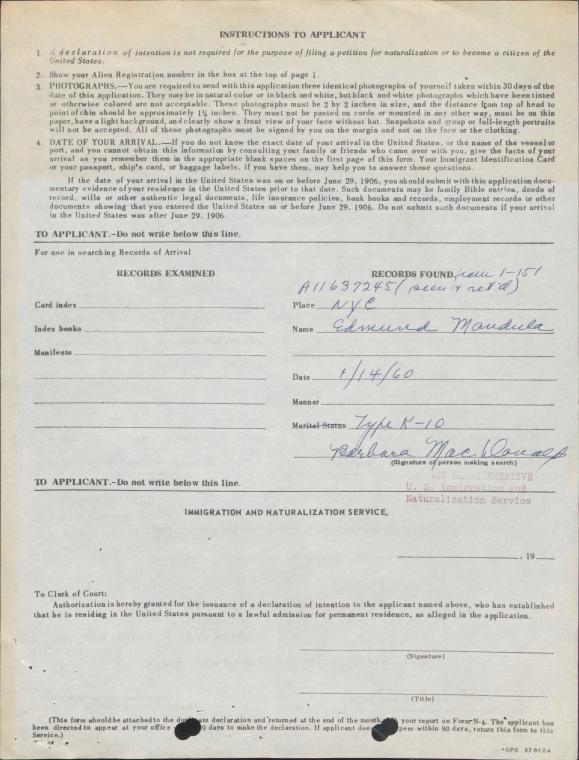 INSTRUCTIONS TO APPLICANT
1. A declaration of intention is not required for the purpose of filing a petition for naturalization or to become a citizen of the
United States.
2. Show your Alien Registration number in the box at the top of page 1.
3. PHOTOGRAPHS.—You are required to send with this application three identical photographs of yourself taken within 30 days of the
date of this application. They may be in natural color or in black and white, but black and white photographs which have been tinted
or otherwise colored are not acceptable. These photographs must be 2 by 2 inches in size, and the distance from top of head to
point of chin should be approximately 1¼ inches. They must not be pasted on cards or mounted in any other way, must be on thin
paper, have a light background, and clearly show a front view of your face without hat. Snapshots and group or full-length portraits
will not be accepted. All of these photographs must be signed by you on the margin and not on the face or the clothing.
4. DATE OF YOUR ARRIVAL.—If you do not know the exact date of your arrival in the United States, or the name of the vessel or
port, and you cannot obtain this information by consulting your family or friends who came over with you, give the facts of your
arrival as you remember them in the appropriate blank spaces on the first page of this form. Your Immigrant Identification Card
or your passport, ship's card, or baggage labels, if you have them, may help you to answer these questions.
If the date of your arrival in the United States was on or before June 29, 1906, you should submit with this application docu-
mentary evidence of your residence in the United States prior to that date. Such documents may be family Bible entries, deeds of
record, wills or other authentic legal documents, life insurance policies, bank books and records, employment records or other
documents showing that you entered the United States on or before June 29, 1906. Do not submit such documents if your arrival
in the United States was after June 29, 1906.
TO APPLICANT.-Do not write below this line.
For use in searching Records of Arrival
RECORDS EXAMINED
RECORDS FOUND from 1-151
A11637245 (seen & ret'd)
Card index
Place NYC
Index books
Name Edmund Mandula
Manifests
Date 1/14/60
Manner
Marital Status Type K-10
Barbara MacDonald
(Signature of person making search)
TO APPLICANT.-Do not write below this line.
U. S. Immigration and
Naturalization Service
IMMIGRATION AND NATURALIZATION SERVICE,
, 19
To Clerk of Court:
Authorization is hereby granted for the issuance of a declaration of intention to the applicant named above, who has established
that he is residing in the United States pursuant to a lawful admission for permanent residence, as alleged in the application.
(Signature)
(Title)
(This form should be attached to the duplicate declaration and returned at the end of the month your report on Form N-4. The applicant has
been directed to appear at your office 0 days to make the declaration. If applicant does pear within 90 days, return this form to this
Service.)
GPO